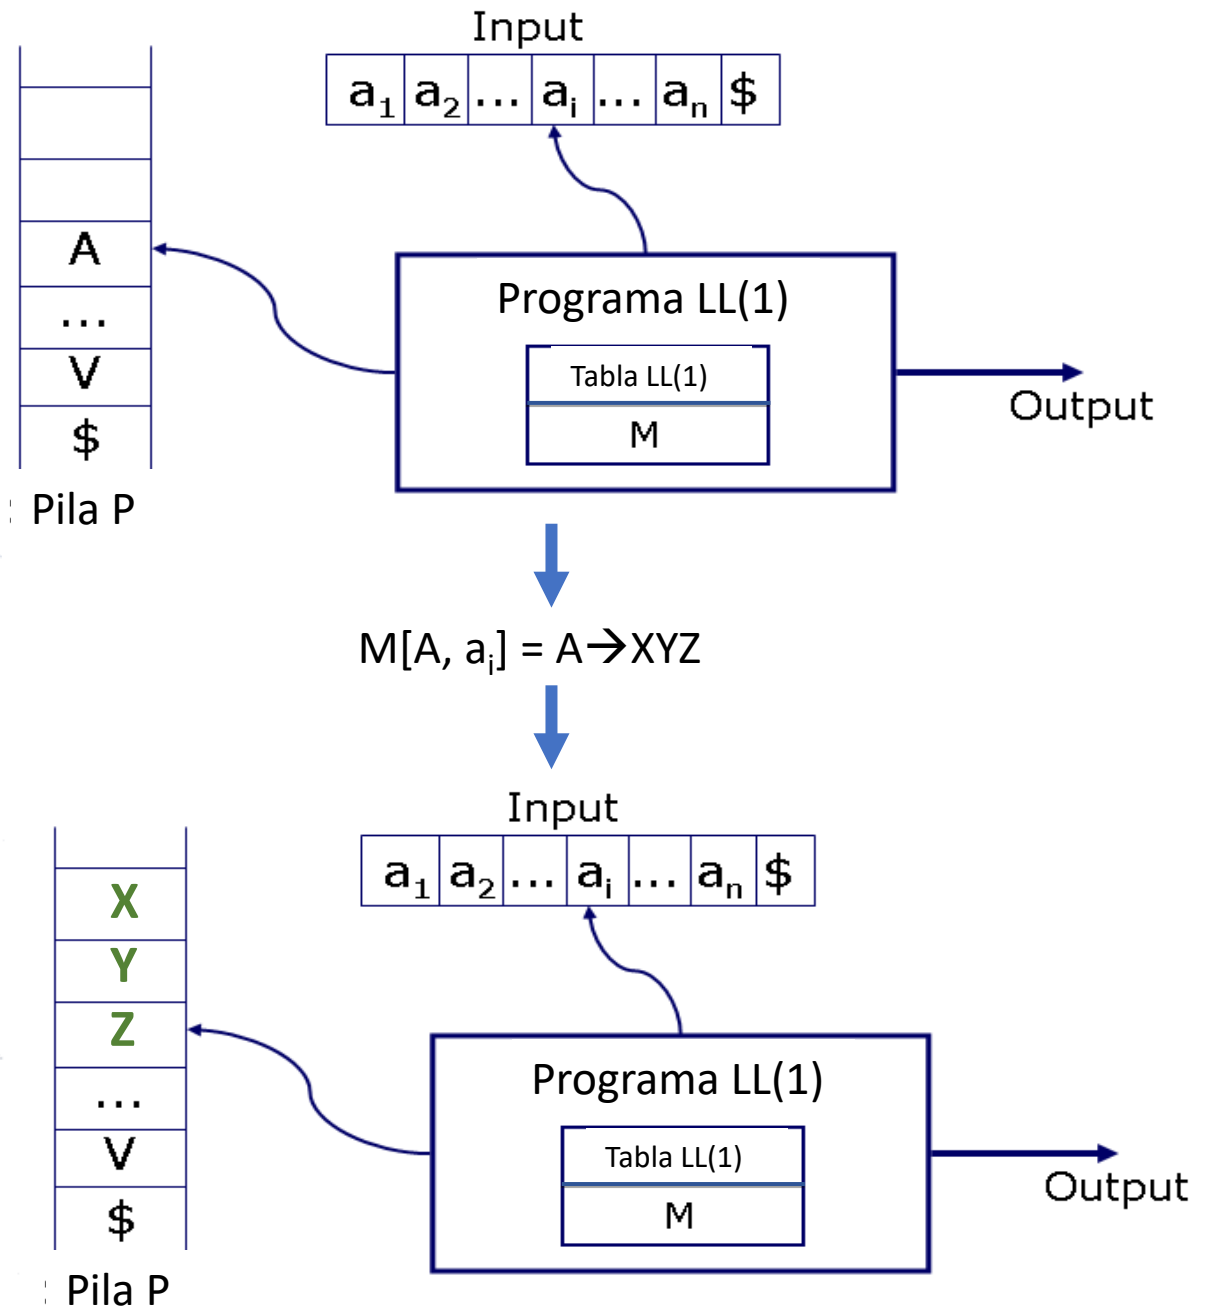 Input
a1 a2 ... ai ... an $
A
...
V
$
: Pila P
Programa LL(1)
Tabla LL(1)
M
Output
M[A, ai] = A→XYZ
Input
a1 a2 ... ai ... an $
X
Y
Z
...
V
$
: Pila P
Programa LL(1)
Tabla LL(1)
M
Output